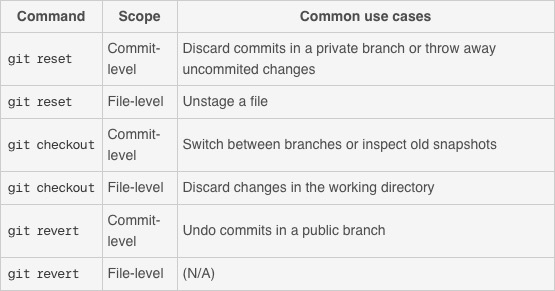 Command Scope Common use cases
git reset Commit-level Discard commits in a private branch or throw away uncommited changes
git reset File-level Unstage a file
git checkout Commit-level Switch between branches or inspect old snapshots
git checkout File-level Discard changes in the working directory
git revert Commit-level Undo commits in a public branch
git revert File-level (N/A)